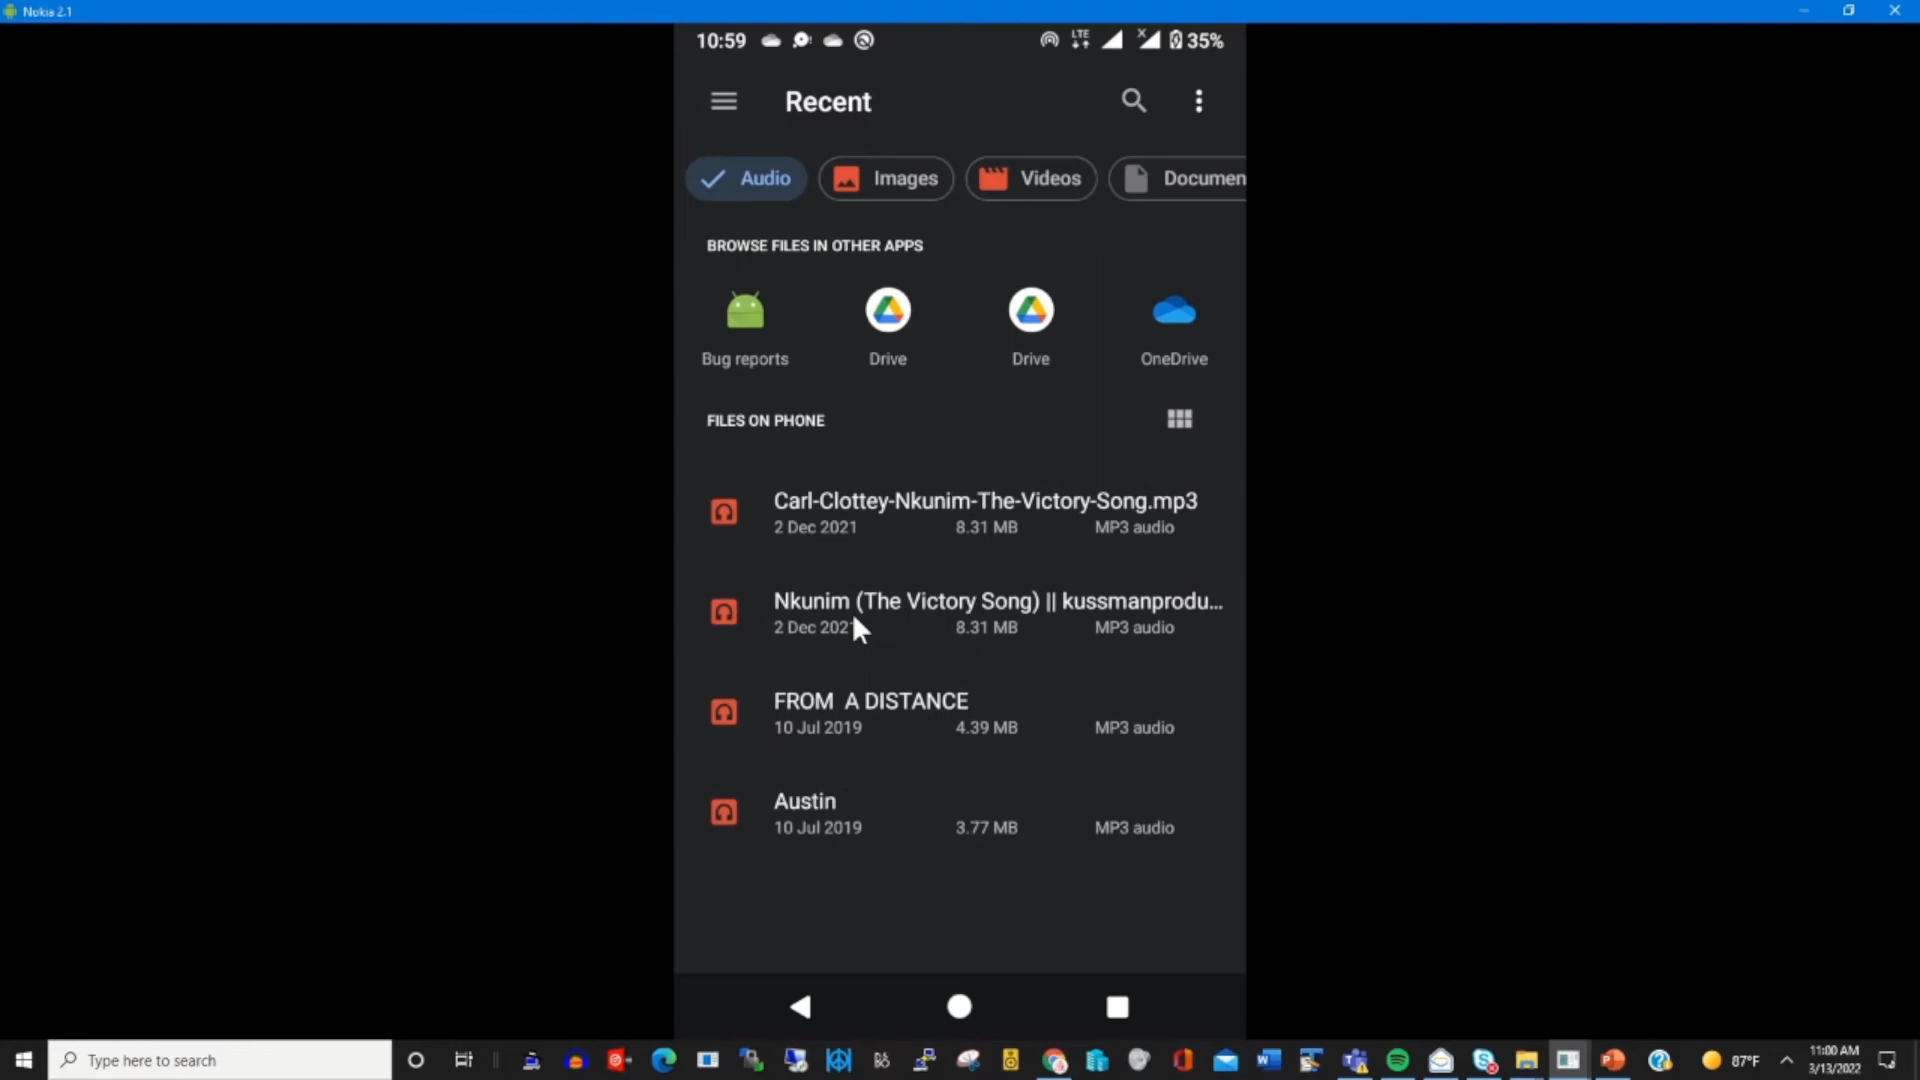 Nokia 2.1
10:59
LTE
35%
Recent
Audio
Images
Videos
Documen
BROWSE FILES IN OTHER APPS
Bug reports
Drive
Drive
OneDrive
FILES ON PHONE
Carl-Clottey-Nkunim-The-Victory-Song.mp3
2 Dec 2021 8.31 MB MP3 audio
Nkunim (The Victory Song) || kussmanprodu...
2 Dec 2021 8.31 MB MP3 audio
FROM A DISTANCE
10 Jul 2019 4.39 MB MP3 audio
Austin
10 Jul 2019 3.77 MB MP3 audio
Type here to search
87°F
11:00 AM
3/13/2022